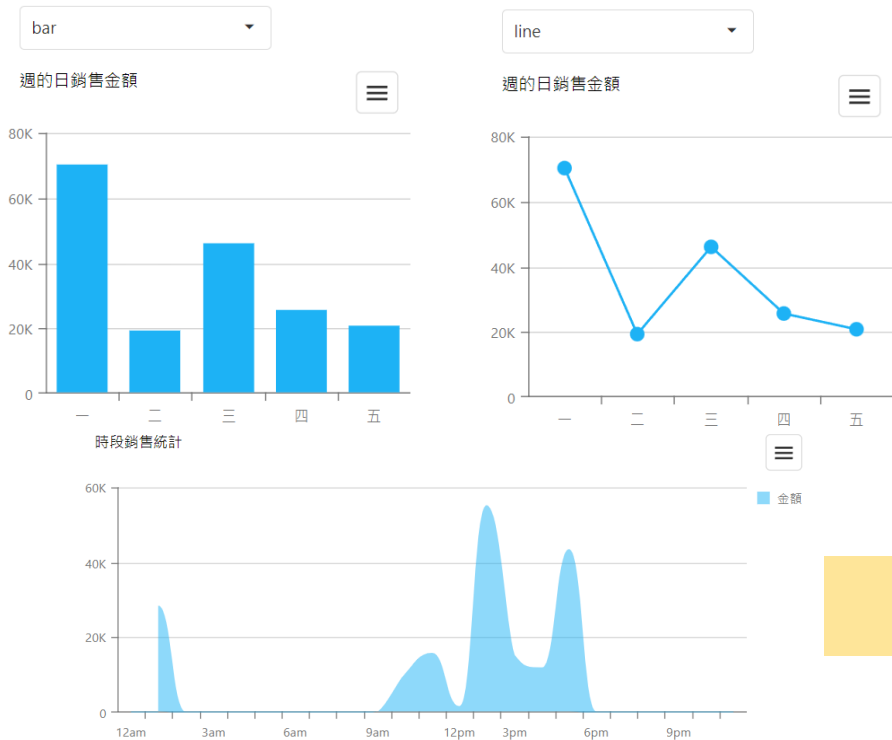 bar
line
週的日銷售金額
週的日銷售金額
80K
60K
40K
20K
0
一 二 三 四 五
80K
60K
40K
20K
0
一 二 三 四 五
時段銷售統計
60K
40K
20K
0
12am 3am 6am 9am 12pm 3pm 6pm 9pm
金額